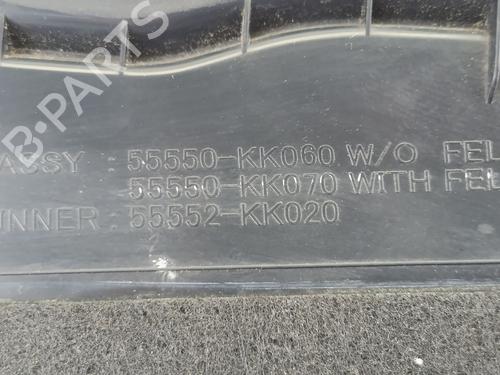 B-PARTS
ASSY 55550-KK060 W/O FEL
55550-KK070 WITH FEL
INNER 55552-KK020